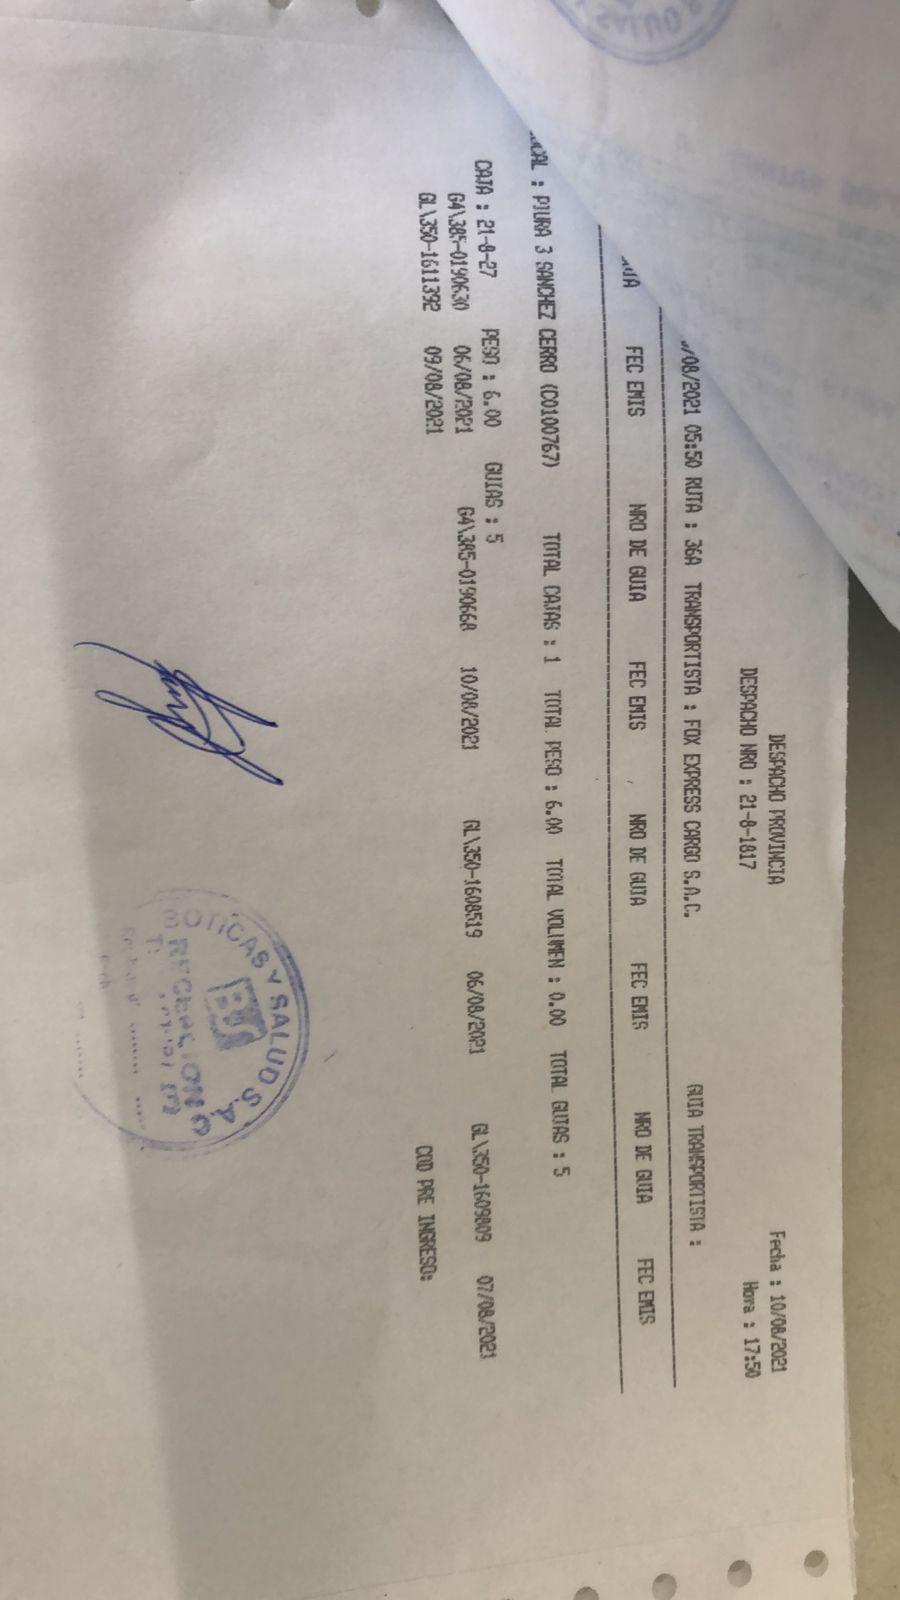 DESPACHO PROVINCIA Fecha : 10/08/2021
DESPACHO NRO : 21-8-1817 Hora : 17:50
/08/2021 05:50 RUTA : 36A TRANSPORTISTA : FOX EXPRESS CARGO S.A.C. GUIA TRANSPORTISTA :
FEC EMIS NRO DE GUIA FEC EMIS NRO DE GUIA FEC EMIS NRO DE GUIA FEC EMIS
: PIURA 3 SANCHEZ CERRO (C0100767) TOTAL CAJAS : 1 TOTAL PESO : 6.00 TOTAL VOLUMEN : 0.00 TOTAL GUIAS : 5
CAJA : 21-8-27 PESO : 6.00 GUIAS : 5
G4\385-0190630 06/08/2021 G4\385-0190668 10/08/2021 GL\350-1608519 06/08/2021 GL\350-1609809 07/08/2021
GL\350-1611392 09/08/2021
COD PRE INGRESO:
BOTICAS Y SALUD S.A.
RECEPCION